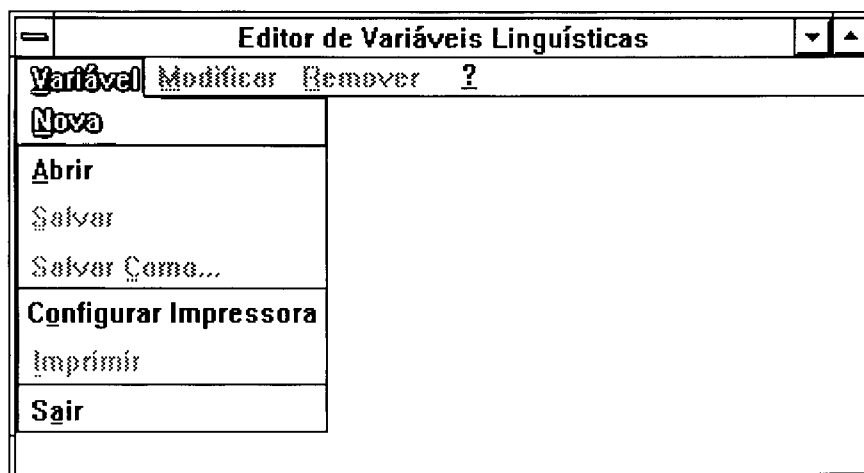 Editor de Variáveis Linguísticas
Variável Modificar Remover ?
Nova
Abrir
Salvar
Salvar Como...
Configurar Impressora
Imprimir
Sair